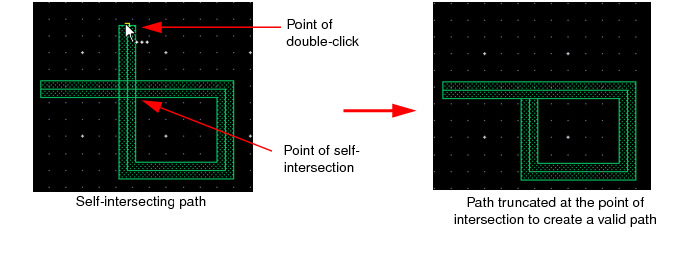 Point of
double-click
Point of self-
intersection
Self-intersecting path
Path truncated at the point of
intersection to create a valid path